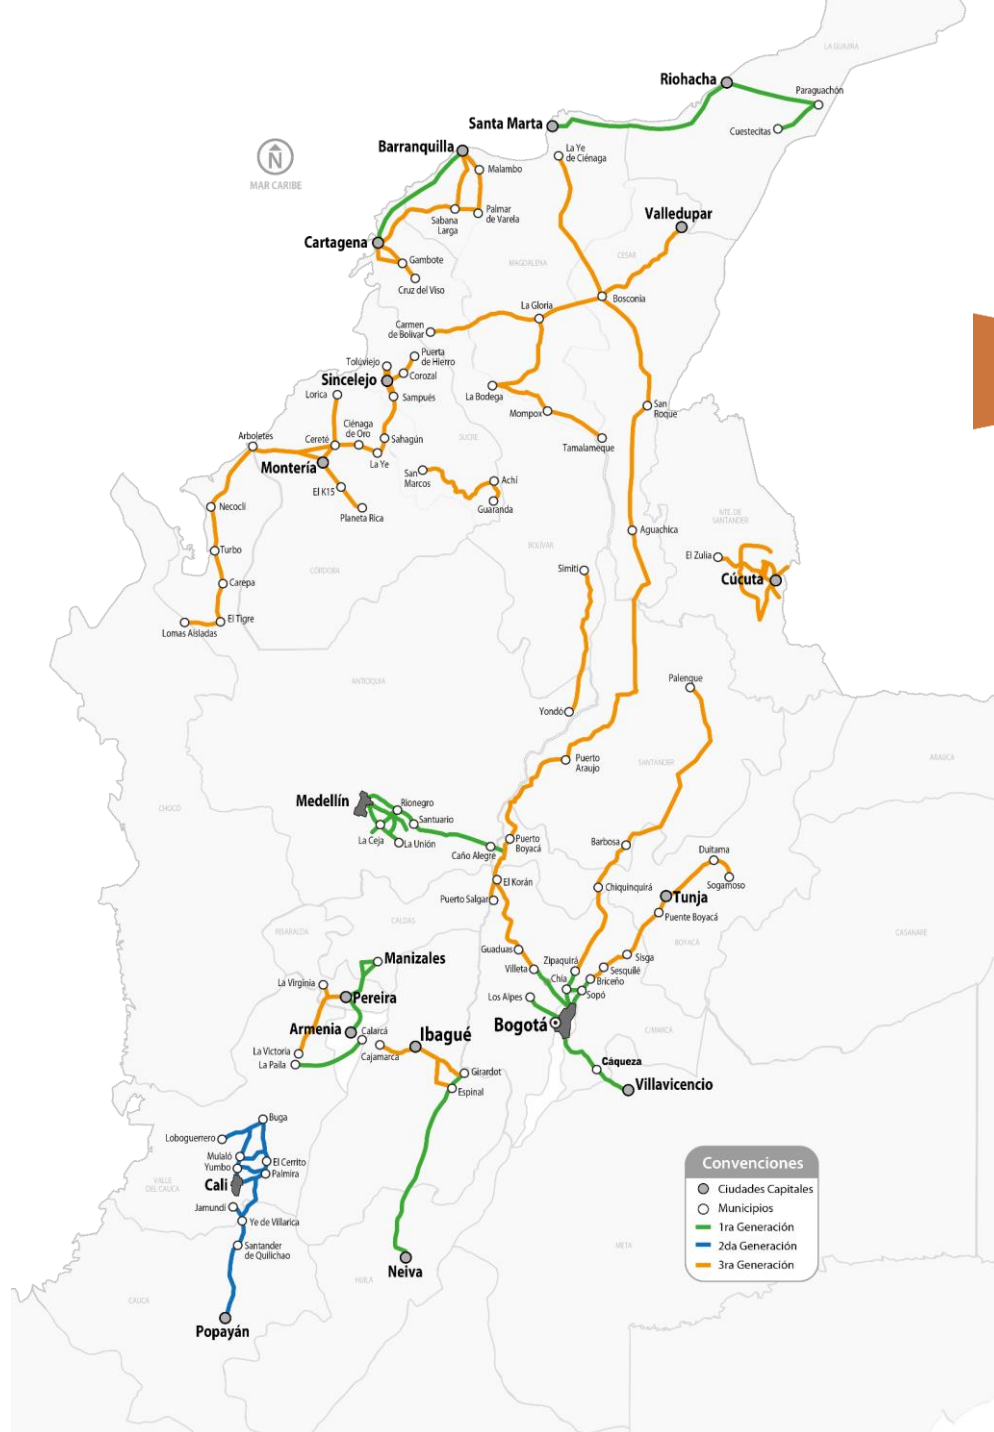 LA GUAJIRA
Riohacha
Paraguachón
Santa Marta
Cuestecitas
Barranquilla
La Ye
de Ciénaga
N
MAR CARIBE
Malambo
Valledupar
Palmar
de Varela
Sabana
Larga
Cartagena
Gambote
MAGDALENA
CESAR
Cruz del Viso
Bosconia
La Gloria
Carmen
de Bolívar
Puerta
de Hierro
Tolúviejo
Corozal
Sincelejo
Lorica
Sampués
La Bodega
San
Roque
Mompox
Ciénaga
de Oro
Arboletes
Cereté
Sahagún
SUCRE
Tamalameque
Montería
La Ye
San
Marcos
Achí
El K15
Guaranda
Planeta Rica
Necoclí
NTE. DE
SANTANDER
Aguachica
Turbo
BOLÍVAR
El Zulia
CÓRDOBA
Simití
Cúcuta
Carepa
El Tigre
Lomas Aisladas
ANTIOQUIA
Palenque
Yondó
Puerto
Araujo
SANTANDER
ARAUCA
Medellín
Rionegro
CHOCO
Santuario
La Ceja
La Unión
Puerto
Boyacá
Barbosa
Caño Alegre
Duitama
El Korán
Chiquinquirá
Sogamoso
Puerto Salgar
Tunja
CALDAS
Puente Boyacá
RISARALDA
CASANARE
BOYACÁ
Guaduas
Manizales
Zipaquirá
Sisga
Villeta
Sesquilé
Chía
Briceño
La Virginia
Los Alpes
Sopó
Pereira
Bogotá
Armenia
Calarcá
Ibagué
C/MARCA
La Victoria
Cajamarca
La Paila
Cáqueza
Girardot
Villavicencio
Espinal
Buga
Loboguerrero
Mulaló
El Cerrito
Yumbo
Palmira
VALLE
DEL CAUCA
Cali
Jamundí
Ye de Villarica
Santander
de Quilichao
META
Neiva
HUILA
CAUCA
Popayán
Convenciones
Ciudades Capitales
Municipios
1ra Generación
2da Generación
3ra Generación